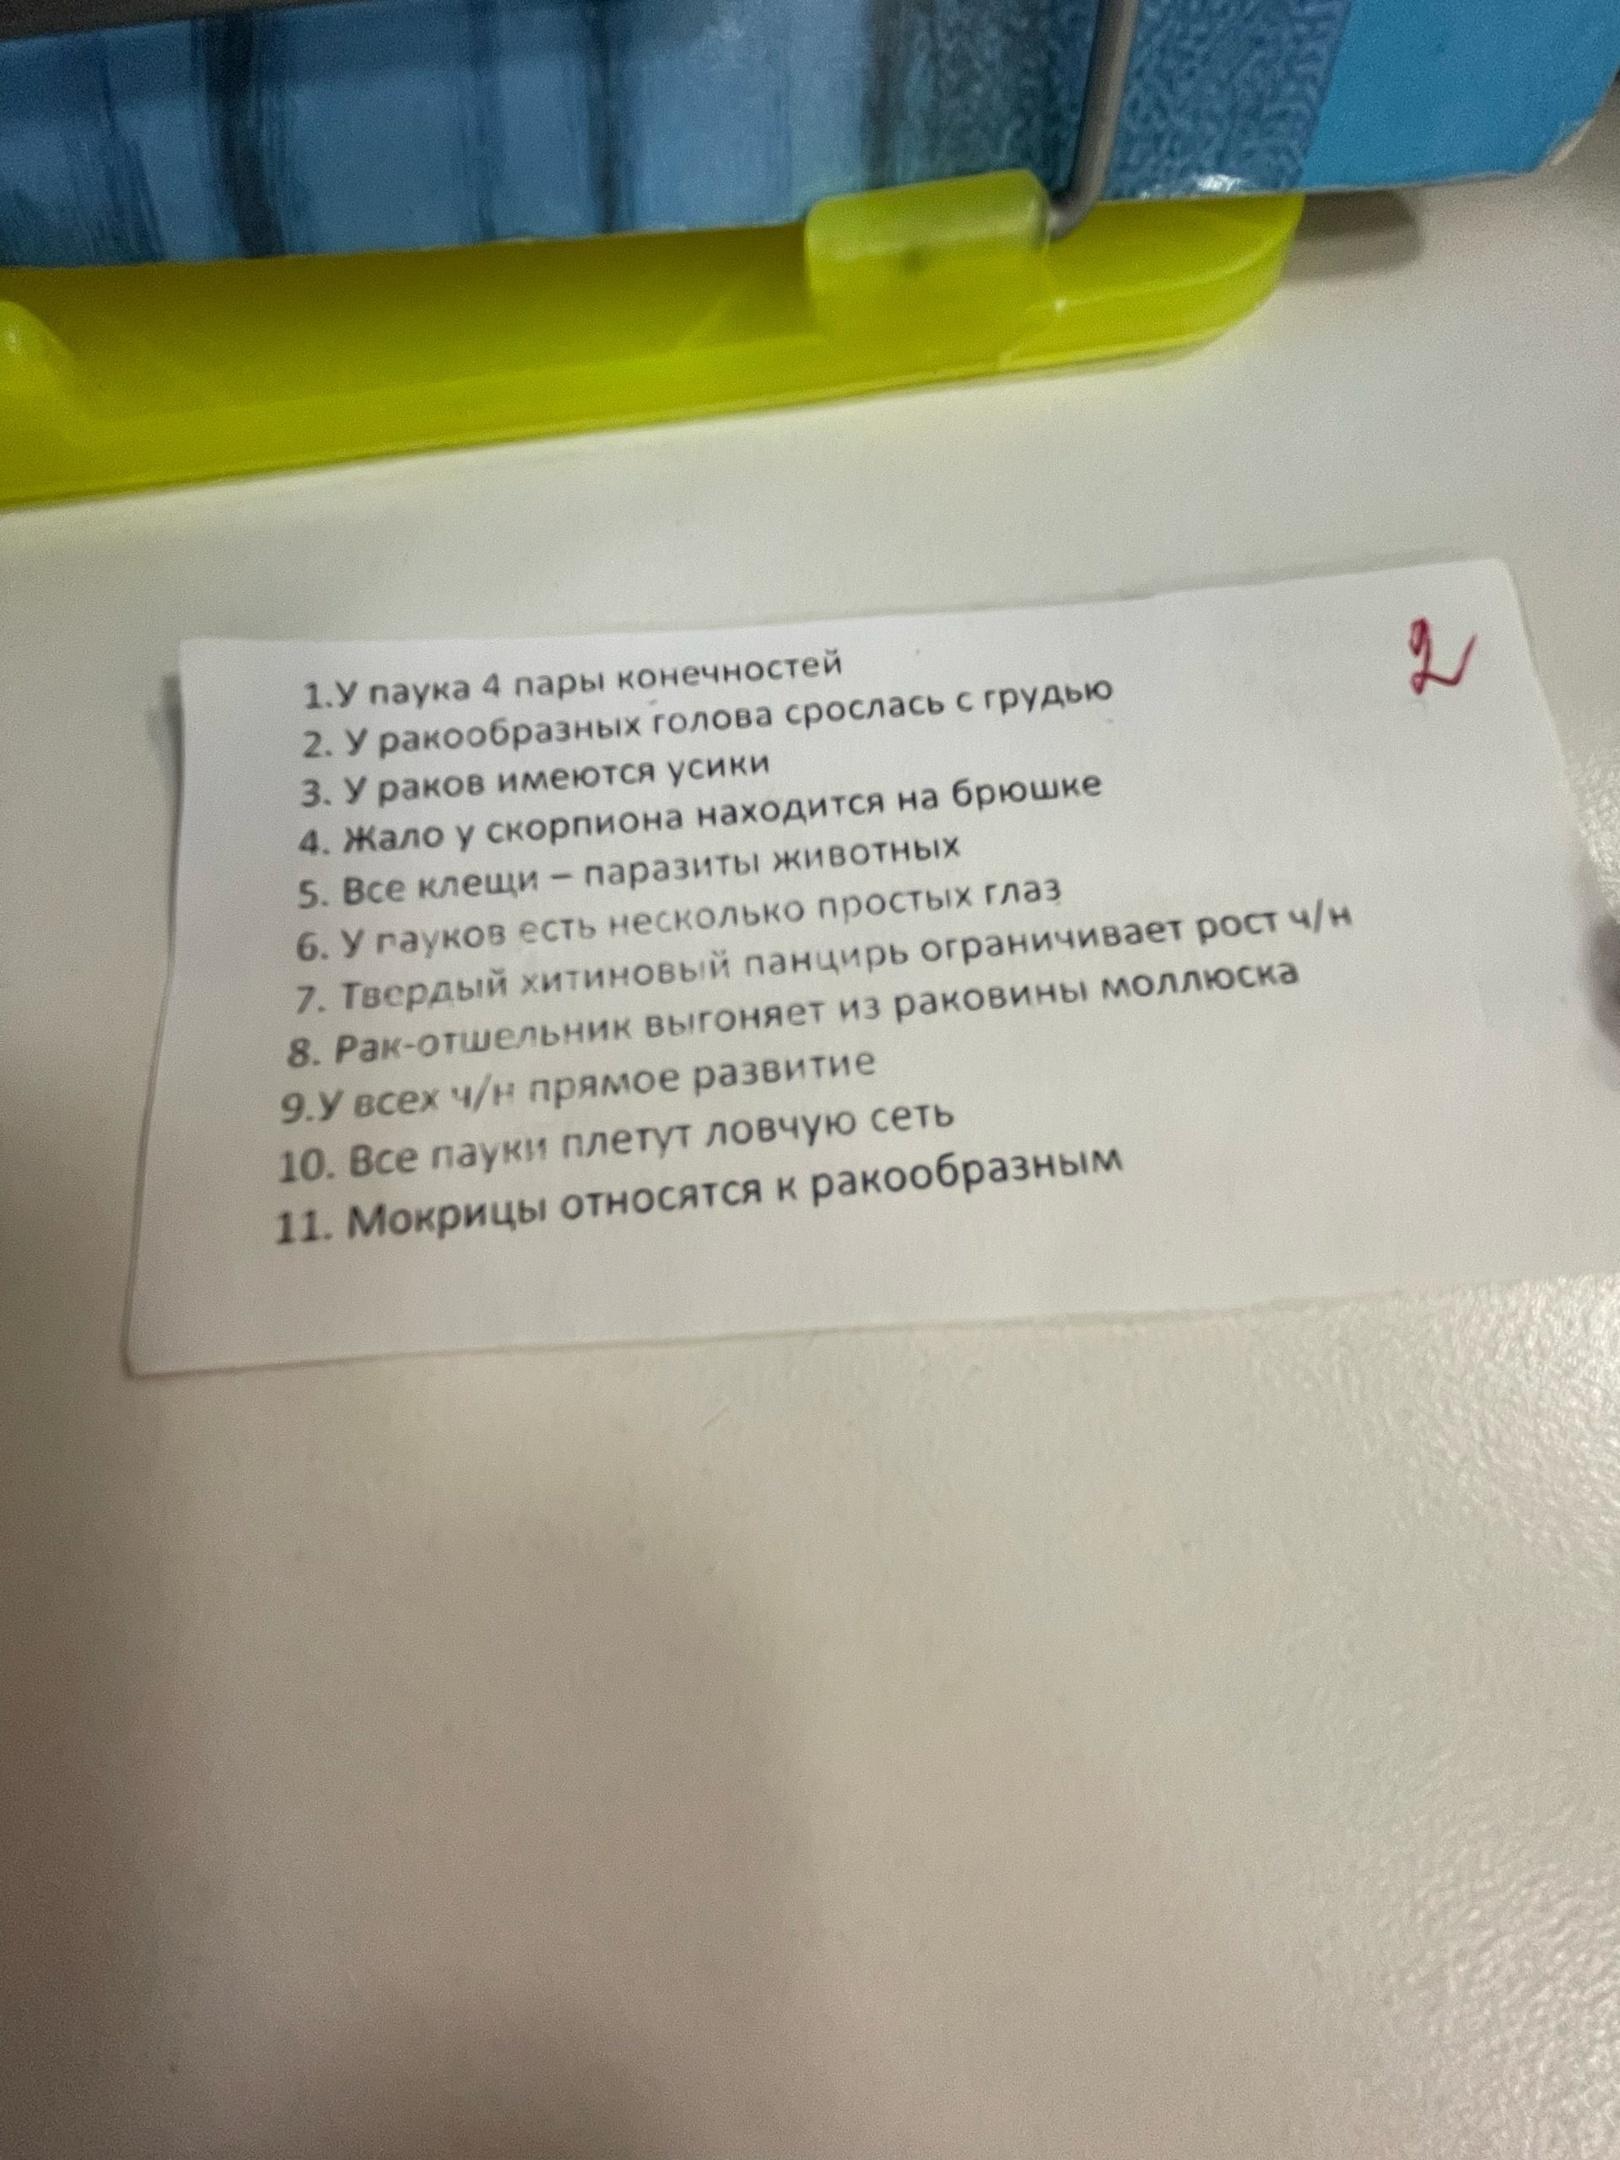 2
1.У паука 4 пары конечностей
2. У ракообразных голова срослась с грудью
3. У раков имеются усики
4. Жало у скорпиона находится на брюшке
5. Все клещи – паразиты животных
6. У пауков есть несколько простых глаз
7. Твердый хитиновый панцирь ограничивает рост ч/н
8. Рак-отшельник выгоняет из раковины моллюска
9.У всех ч/н прямое развитие
10. Все пауки плетут ловчую сеть
11. Мокрицы относятся к ракообразным